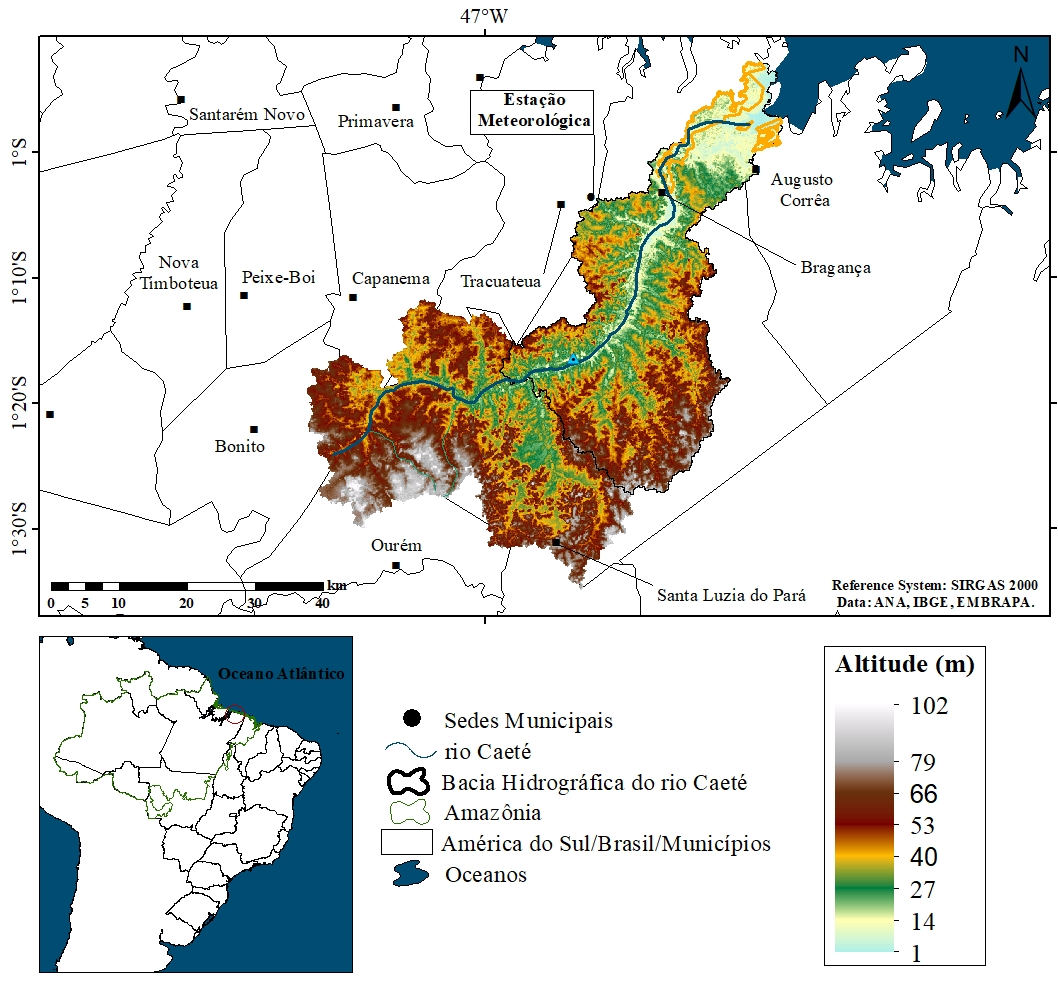 47°W
N
Estação
Meteorológica
Santarém Novo
Primavera
1°S
Augusto
Corrêa
Nova
Timboteua
Peixe-Boi
Capanema
Tracuateua
Bragança
1°10'S
1°20'S
Bonito
1°30'S
Ourém
Santa Luzia do Pará
km
0 5 10 20 30 40
Reference System: SIRGAS 2000
Data: ANA, IBGE, EMBRAPA.
Oceano Atlântico
Sedes Municipais
rio Caeté
Bacia Hidrográfica do rio Caeté
Amazônia
América do Sul/Brasil/Municípios
Oceanos
Altitude (m)
102
79
66
53
40
27
14
1